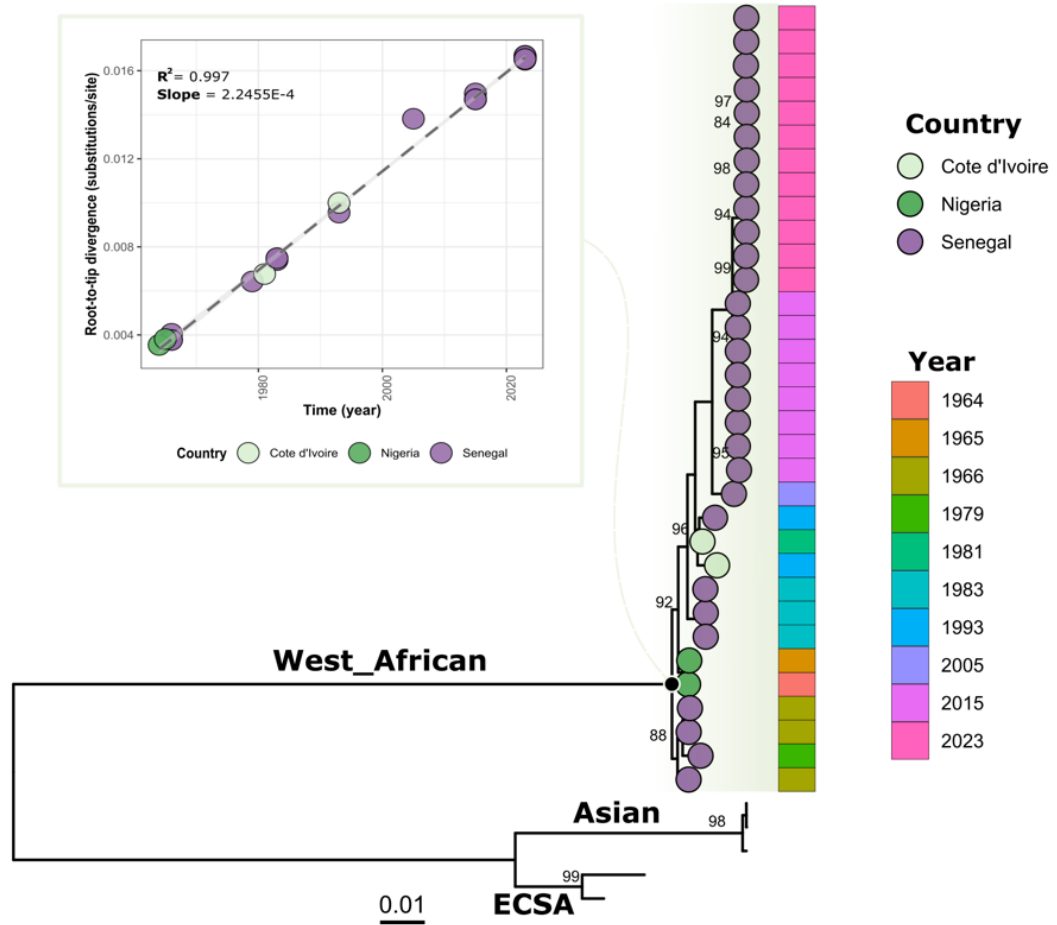 R² = 0.997
Slope = 2.2455E-4
Root-to-tip divergence (substitutions/site)
0.016
0.012
0.008
0.004
1980
2000
2020
Time (year)
Country Cote d'Ivoire Nigeria Senegal
97
84
98
94
99
94
95
96
92
88
West_African
Asian
98
99
ECSA
0.01
Country
Cote d'Ivoire
Nigeria
Senegal
Year
1964
1965
1966
1979
1981
1983
1993
2005
2015
2023